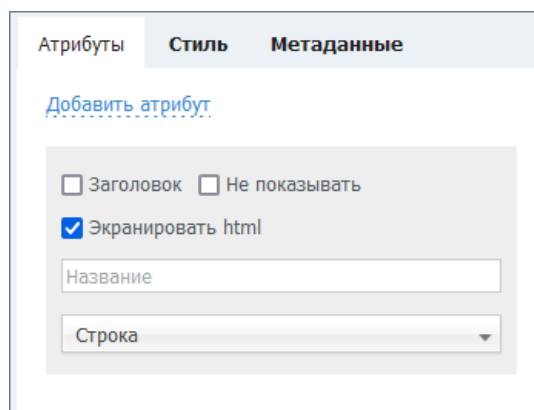 Атрибуты Стиль Метаданные
Добавить атрибут
Заголовок Не показывать
Экранировать html
Название
Строка